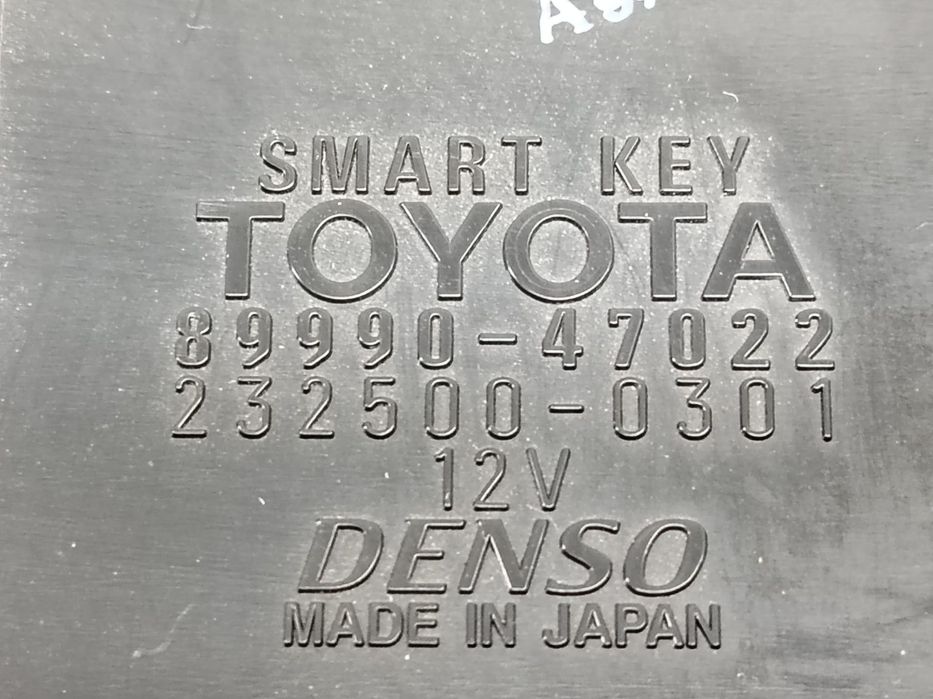 SMART KEY
TOYOTA
89990-47022
232500-0301
12V
DENSO
MADE IN JAPAN